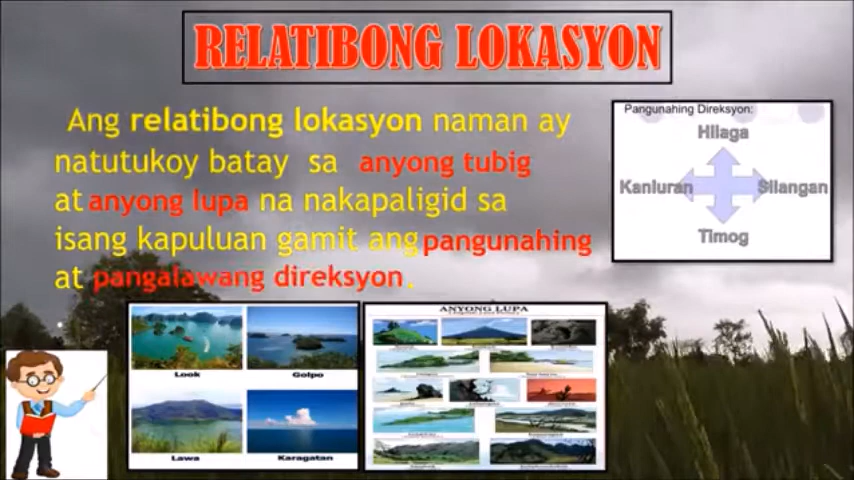 RELATIBONG LOKASYON
Ang relatibong lokasyon naman ay
natutukoy batay sa anyong tubig
at anyong lupa na nakapaligid sa
isang kapuluan gamit ang pangunahing
at pangalawang direksyon.
Pangunahing Direksyon:
Hilaga
Kanluran
Silangan
Timog
Look
Golpo
Lawa
Karagatan
ANYONG LUPA